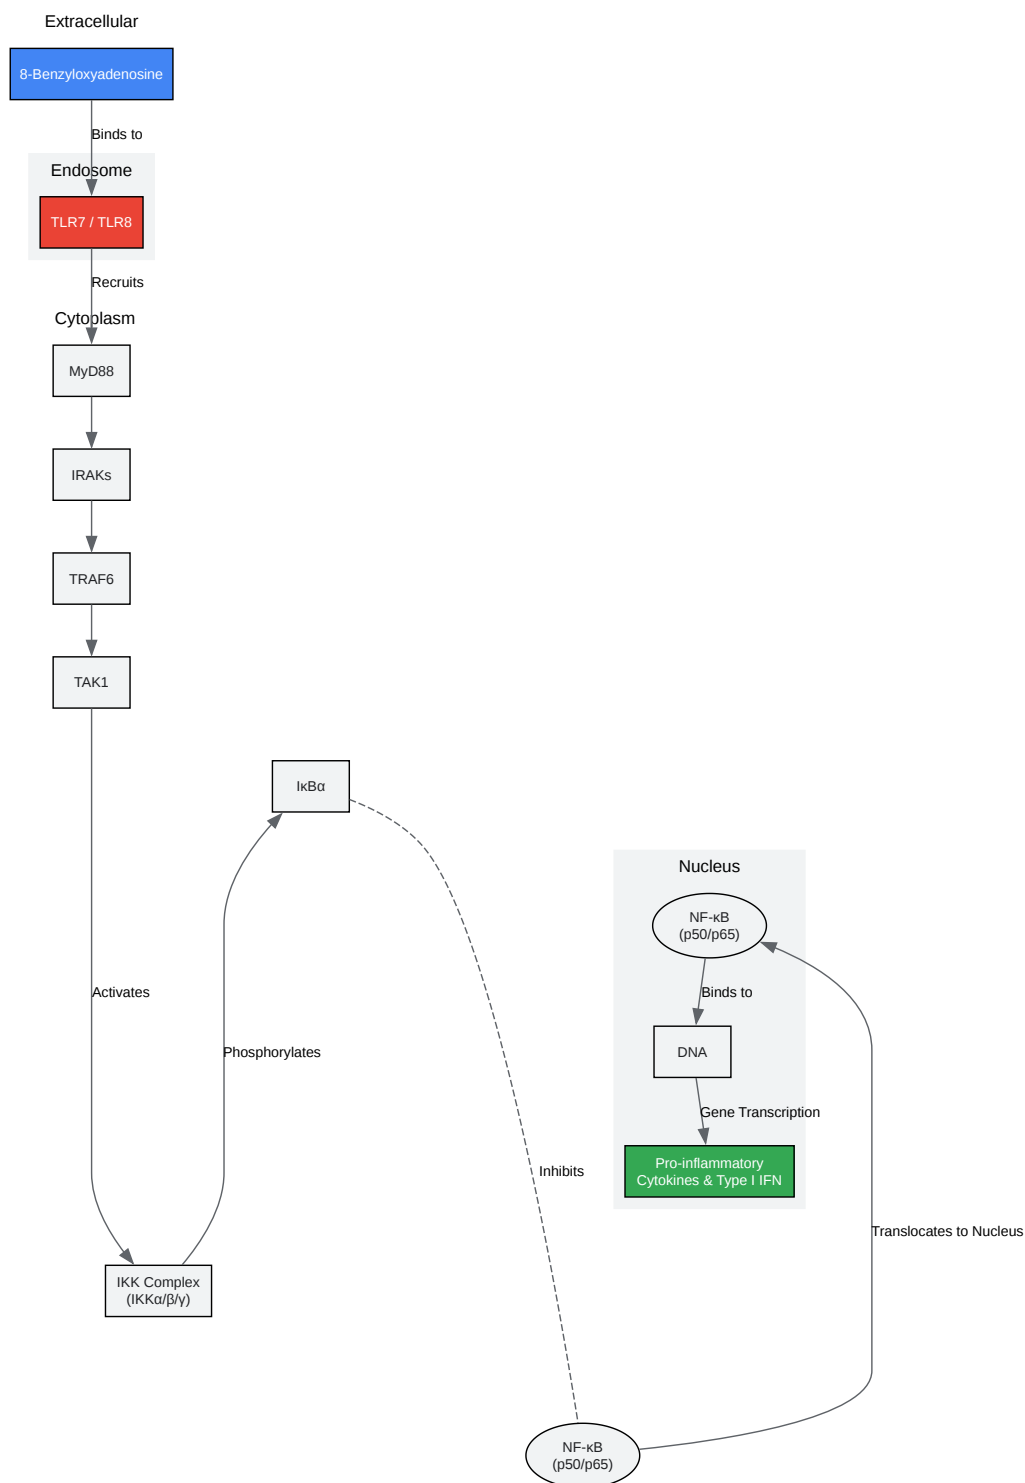 Extracellular
8-Benzyloxyadenosine
Binds to
Endosome
TLR7 / TLR8
Recruits
Cytoplasm
MyD88
IRAKs
TRAF6
TAK1
IκBα
Nucleus
NF-κB
(p50/p65)
Activates
Binds to
Phosphorylates
DNA
Gene Transcription
Pro-inflammatory
Cytokines & Type I IFN
Inhibits
Translocates to Nucleus
IKK Complex
(IKKα/β/γ)
NF-κB
(p50/p65)